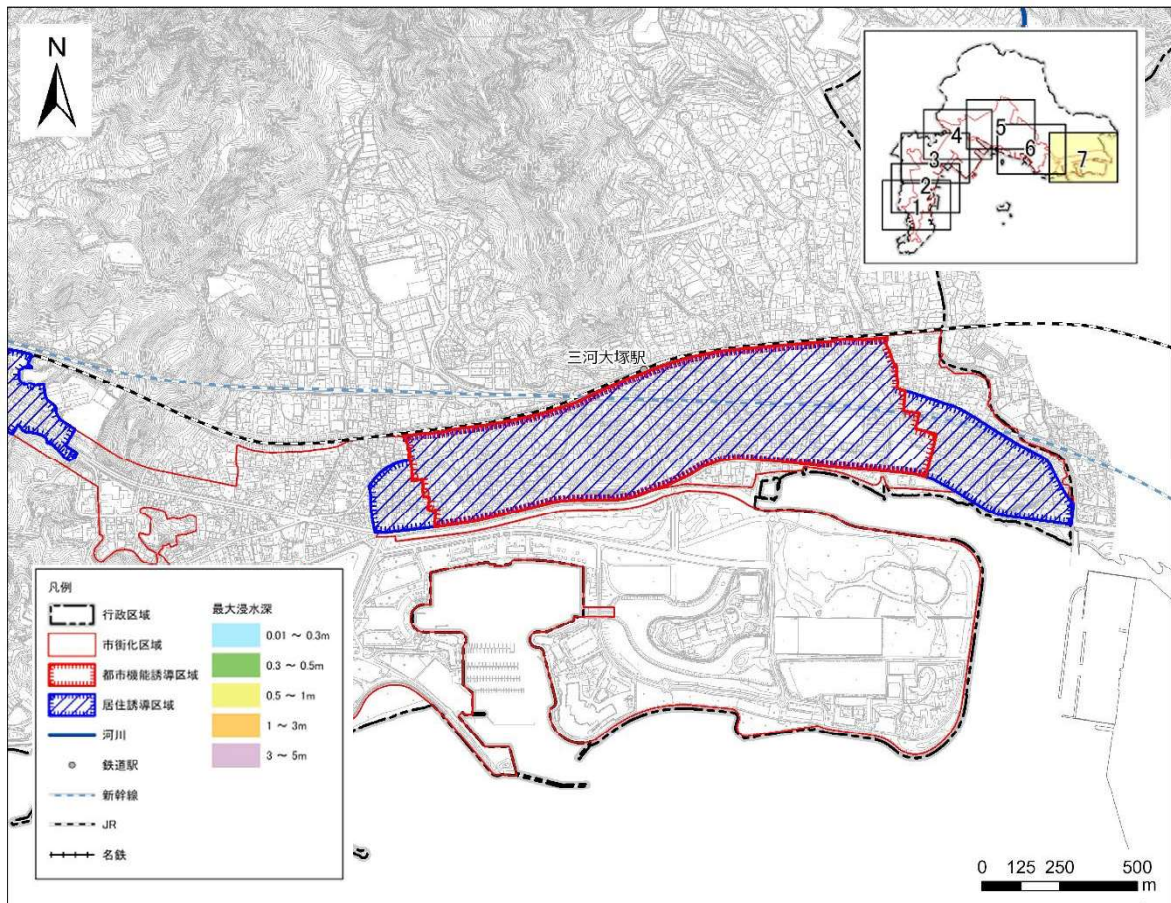 N
5
4
6
7
3
2
1
三河大塚駅
凡例
行政区域
市街化区域
都市機能誘導区域
居住誘導区域
河川
鉄道駅
新幹線
JR
名鉄
最大浸水深
0.01 ～ 0.3m
0.3 ～ 0.5m
0.5 ～ 1m
1 ～ 3m
3 ～ 5m
0 125 250 500
m